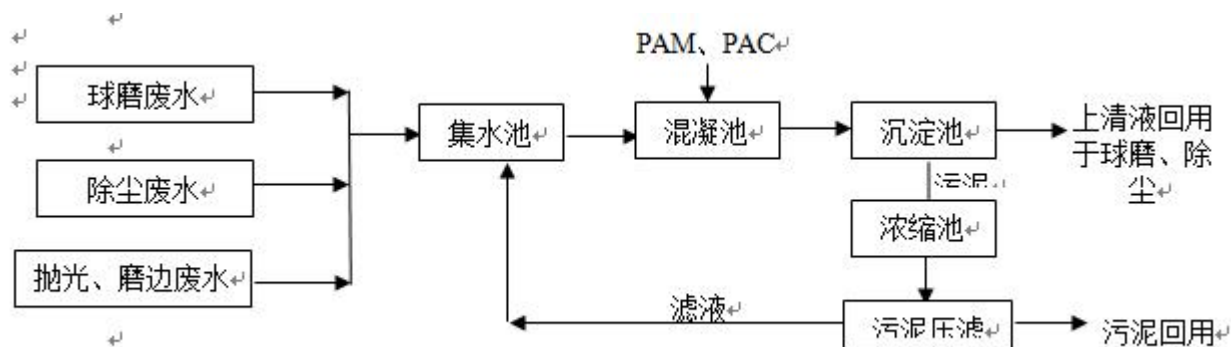 PAM、PAC
球磨废水
集水池
混凝池
沉淀池
上清液回用
于球磨、除
尘
除尘废水
污泥
浓缩池
抛光、磨边废水
滤液
污泥压滤
污泥回用